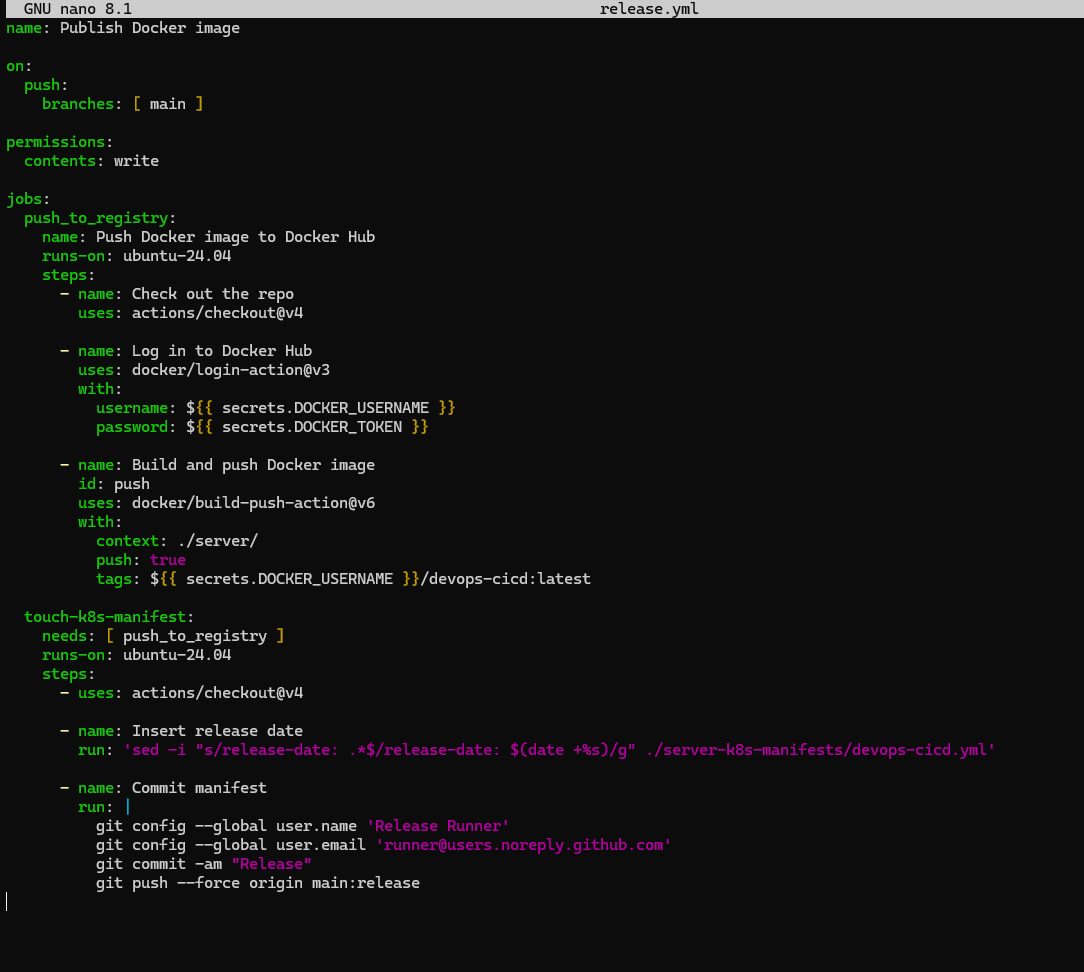 GNU nano 8.1 release.yml
name: Publish Docker image

on:
  push:
    branches: [ main ]

permissions:
  contents: write

jobs:
  push_to_registry:
    name: Push Docker image to Docker Hub
    runs-on: ubuntu-24.04
    steps:
      - name: Check out the repo
        uses: actions/checkout@v4

      - name: Log in to Docker Hub
        uses: docker/login-action@v3
        with:
          username: ${{ secrets.DOCKER_USERNAME }}
          password: ${{ secrets.DOCKER_TOKEN }}

      - name: Build and push Docker image
        id: push
        uses: docker/build-push-action@v6
        with:
          context: ./server/
          push: true
          tags: ${{ secrets.DOCKER_USERNAME }}/devops-cicd:latest

  touch-k8s-manifest:
    needs: [ push_to_registry ]
    runs-on: ubuntu-24.04
    steps:
      - uses: actions/checkout@v4

      - name: Insert release date
        run: 'sed -i "s/release-date: .*$/release-date: $(date +%s)/g" ./server-k8s-manifests/devops-cicd.yml'

      - name: Commit manifest
        run: |
          git config --global user.name 'Release Runner'
          git config --global user.email 'runner@users.noreply.github.com'
          git commit -am "Release"
          git push --force origin main:release